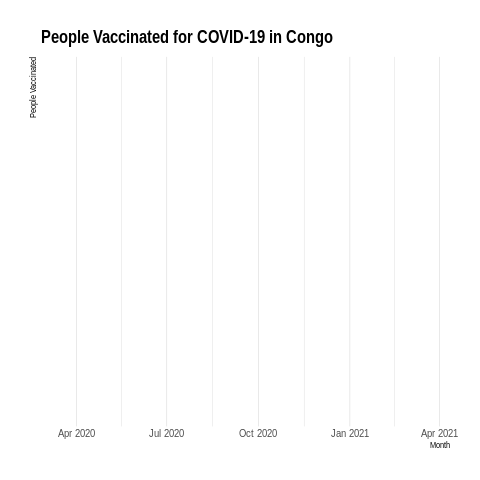 People Vaccinated for COVID-19 in Congo
People Vaccinated
Apr 2020 Jul 2020 Oct 2020 Jan 2021 Apr 2021
Month